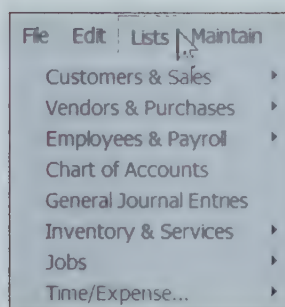 File Edit Lists Maintain
Customers & Sales
Vendors & Purchases
Employees & Payroll
Chart of Accounts
General Journal Entries
Inventory & Services
Jobs
Time/Expense...